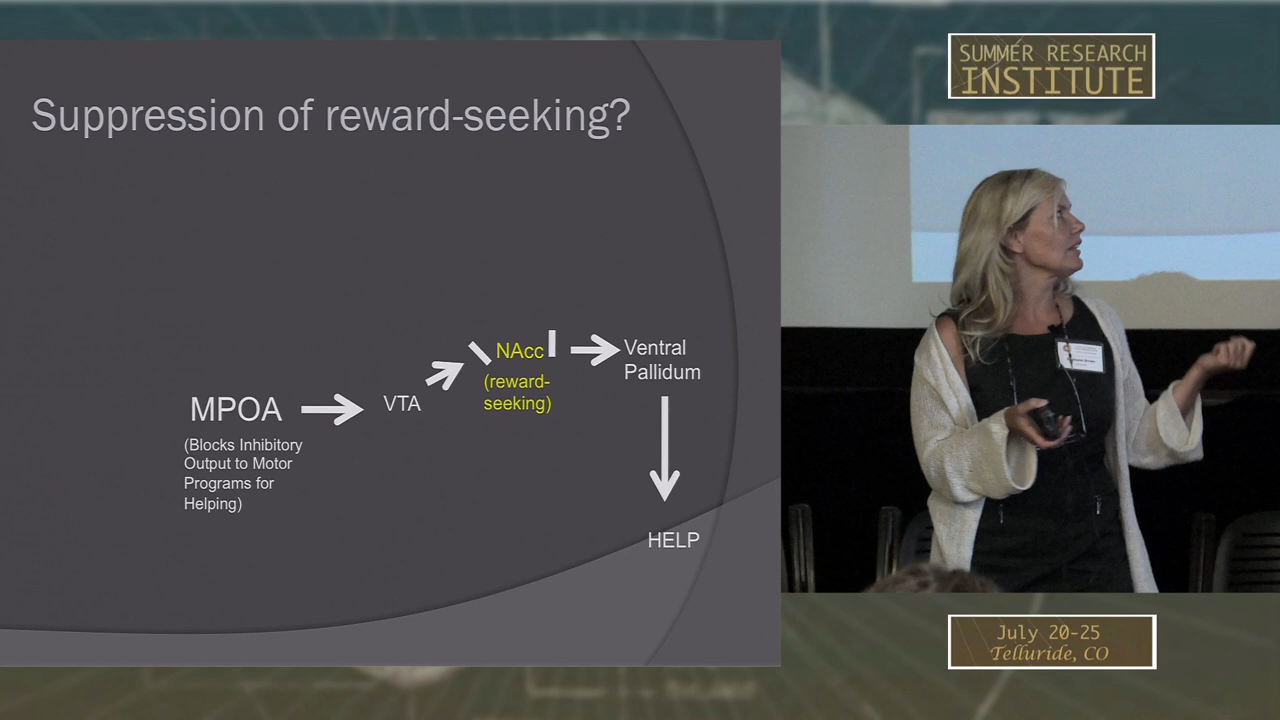 Suppression of reward-seeking?
NAcc
(reward-
seeking)
Ventral
Pallidum
MPOA
VTA
(Blocks Inhibitory
Output to Motor
Programs for
Helping)
HELP
SUMMER RESEARCH
INSTITUTE
July 20-25
Telluride, CO